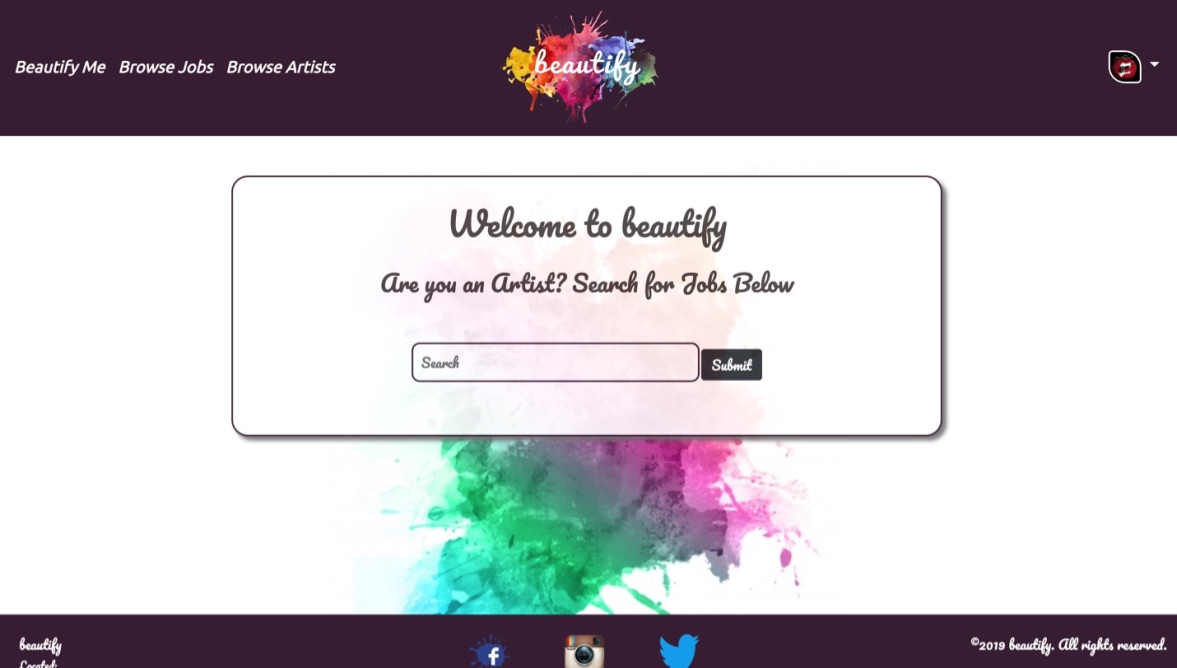 Beautify Me Browse Jobs Browse Artists
beautify
Welcome to beautify
Are you an Artist? Search for Jobs Below
Search
Submit
beautify
Located:
©2019 beautify. All rights reserved.